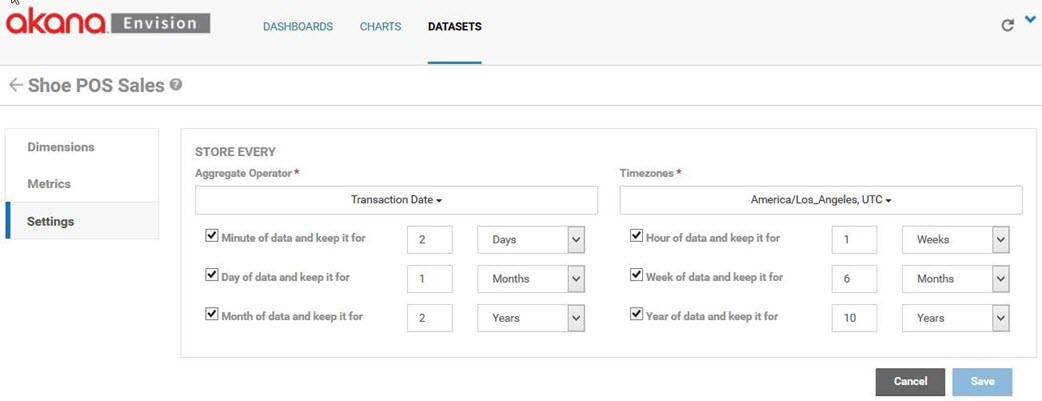 akana Envision
DASHBOARDS CHARTS DATASETS
Shoe POS Sales ?
Dimensions
Metrics
Settings
STORE EVERY
Aggregate Operator * Timezones *
Transaction Date America/Los_Angeles, UTC
Minute of data and keep it for 2 Days Hour of data and keep it for 1 Weeks
Day of data and keep it for 1 Months Week of data and keep it for 6 Months
Month of data and keep it for 2 Years Year of data and keep it for 10 Years
Cancel Save